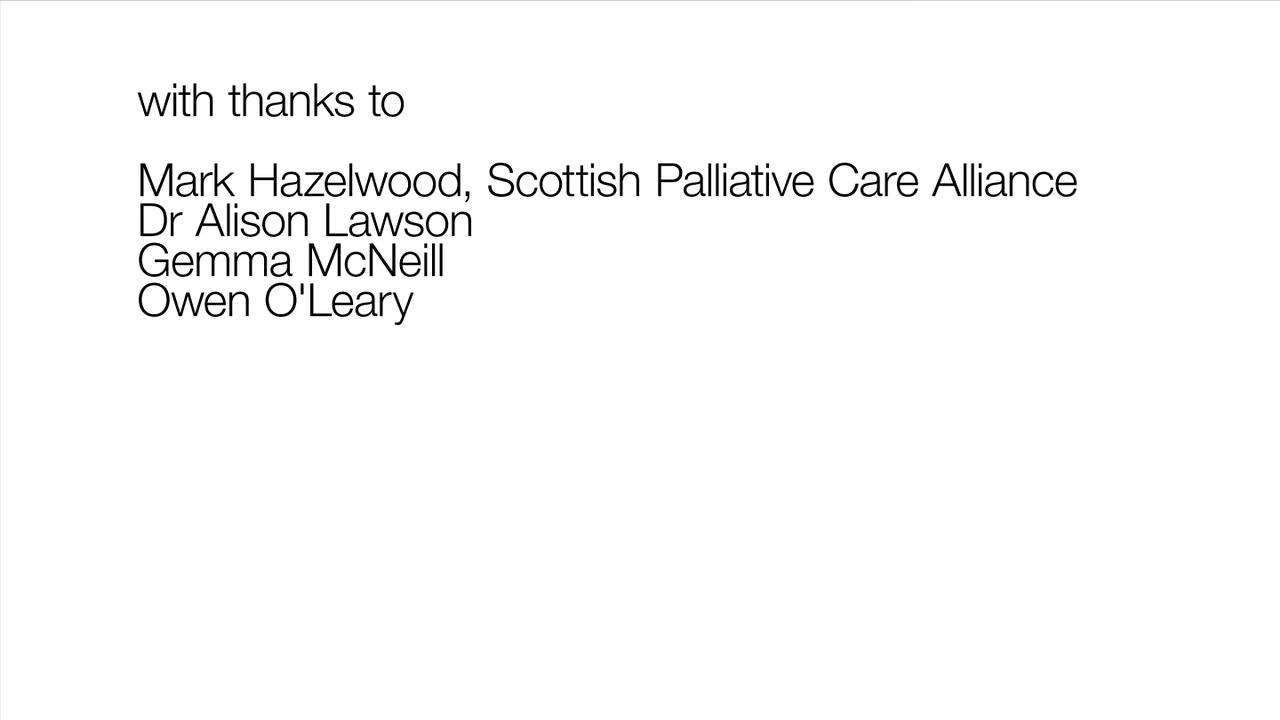 with thanks to
Mark Hazelwood, Scottish Palliative Care Alliance
Dr Alison Lawson
Gemma McNeill
Owen O'Leary